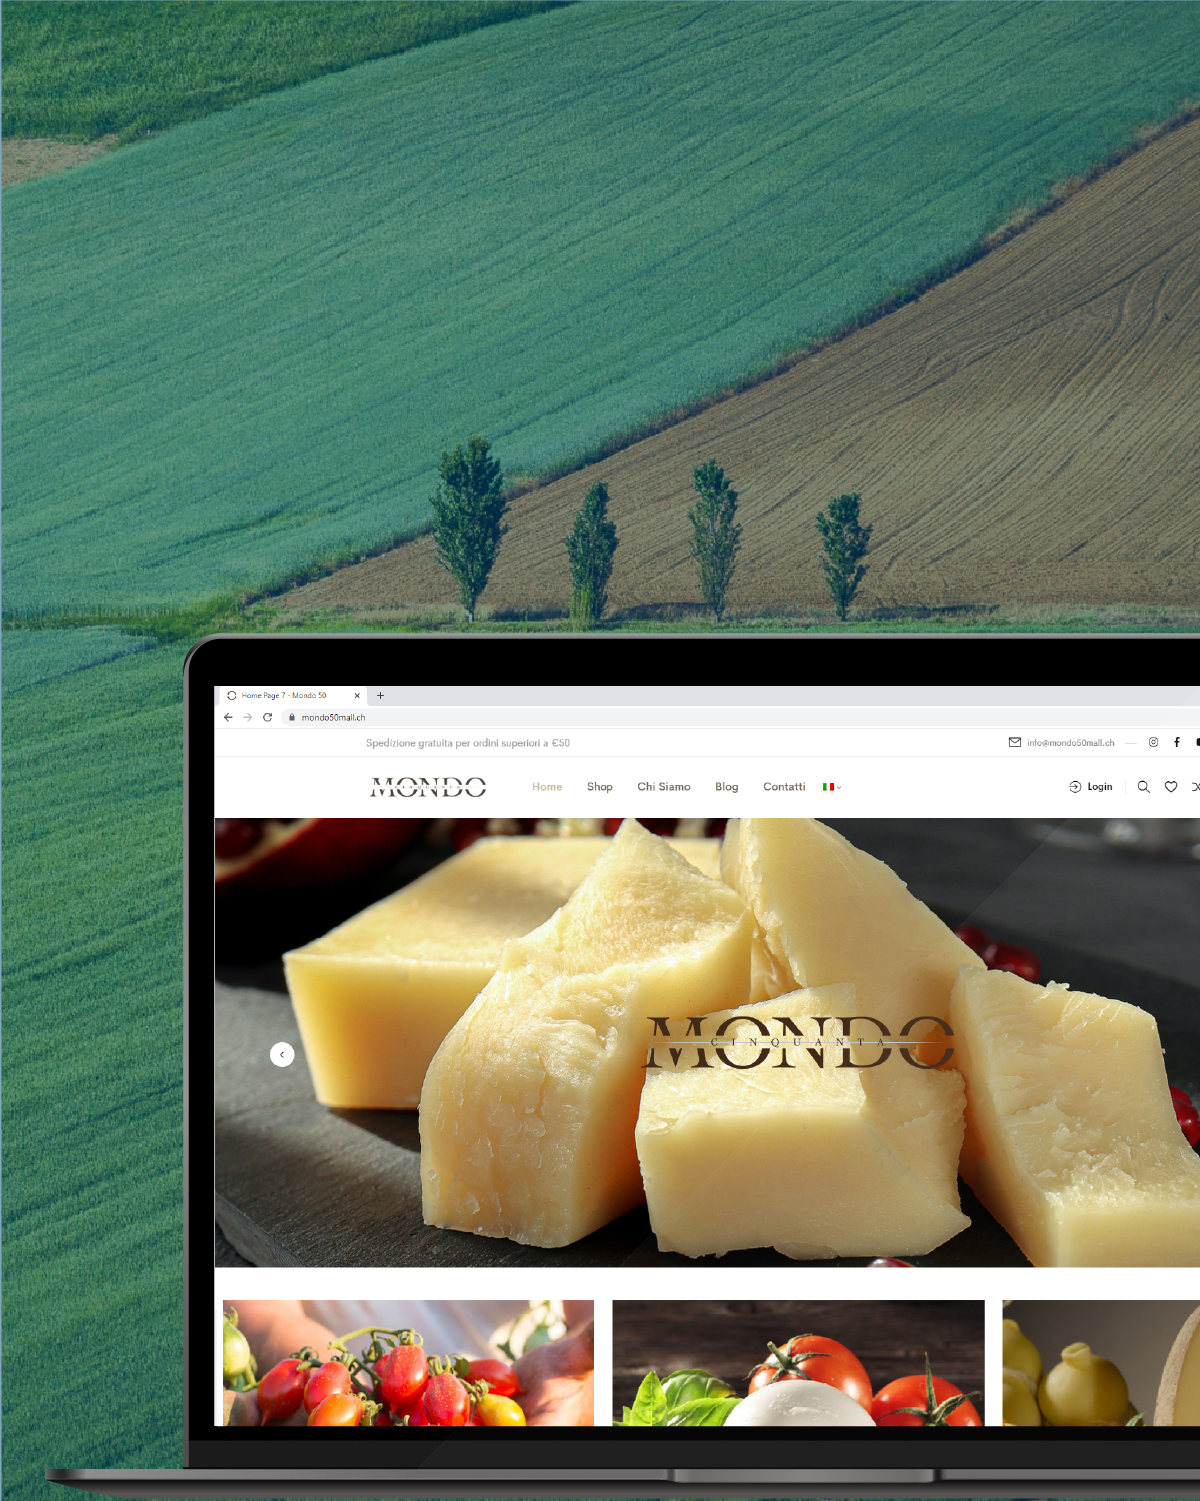 Home Page 7 - Mondo 50
mondo50mall.ch
Spedizione gratuita per ordini superiori a €50
info@mondo50mall.ch
MONDO
CINQUANTA
Home Shop Chi Siamo Blog Contatti
Login
MONDO
CINQUANTA